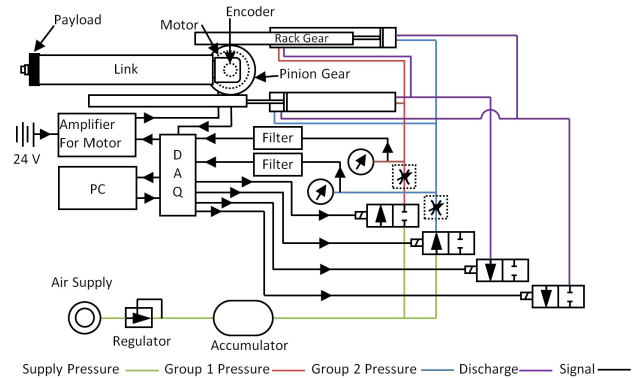 Encoder
Payload
Motor
Rack Gear
Link
Pinion Gear
Amplifier
For Motor
Filter
24 V
D
A
Q
Filter
PC
Air Supply
Regulator
Accumulator
Supply Pressure
Group 1 Pressure
Group 2 Pressure
Discharge
Signal